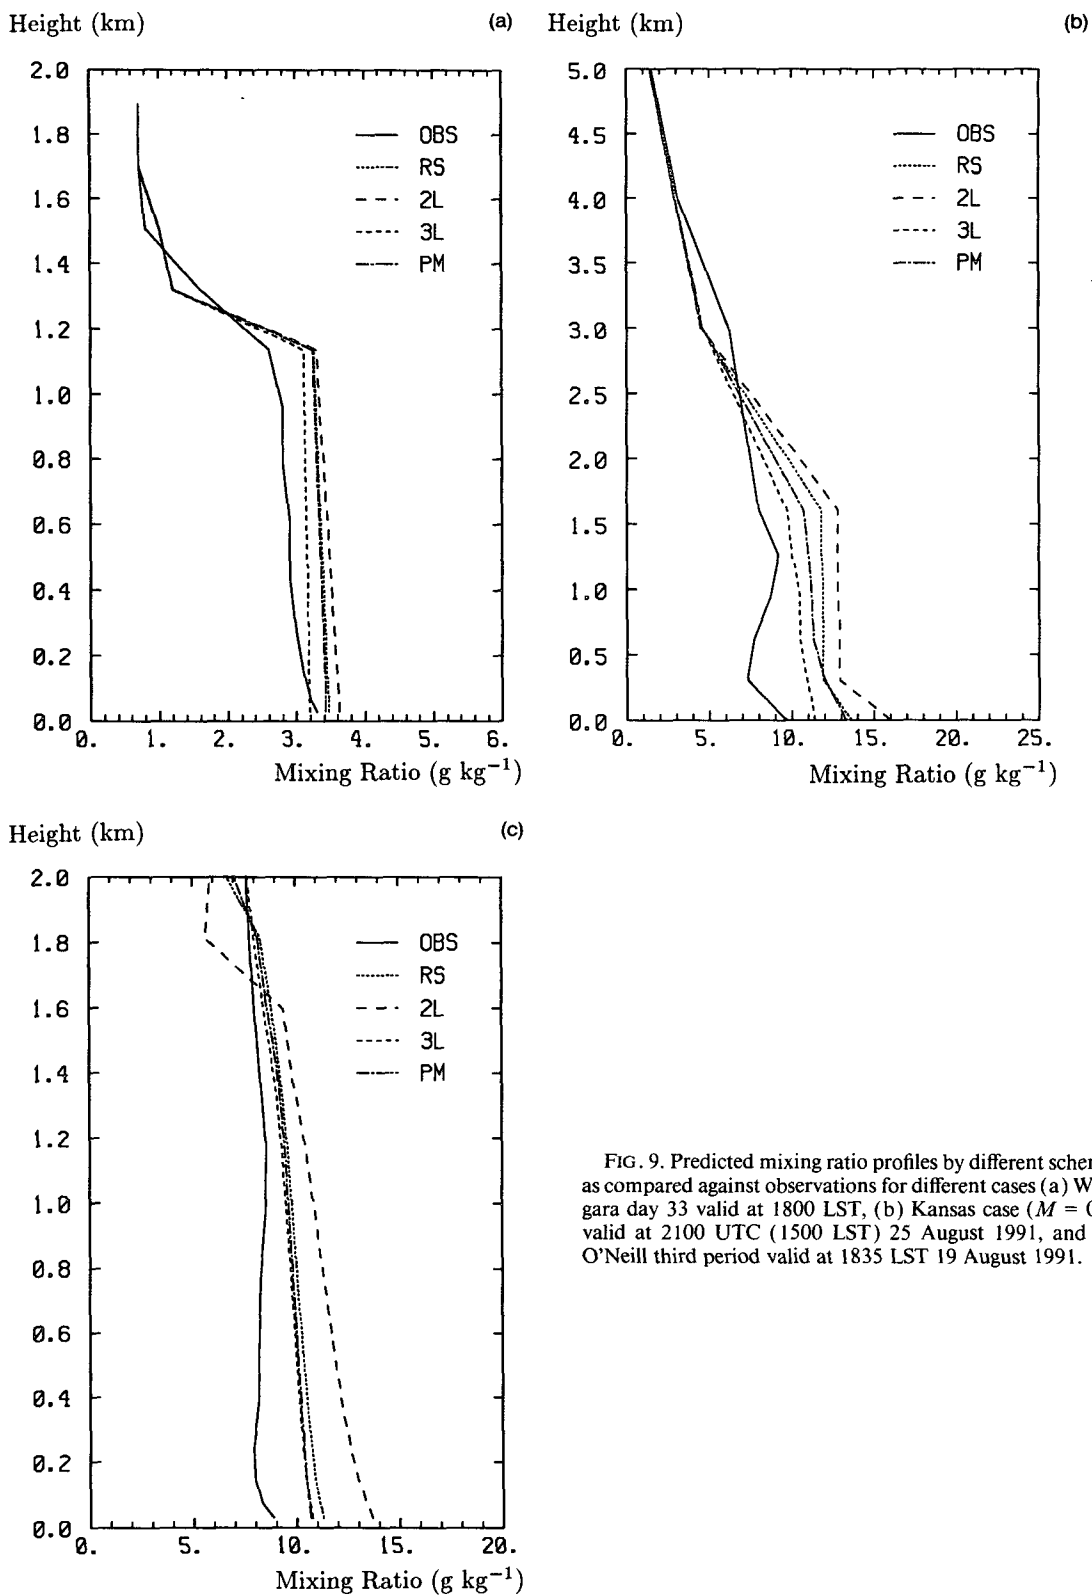 Height (km)
(a)
2.0
1.8
1.6
1.4
1.2
1.0
0.8
0.6
0.4
0.2
0.0
OBS
RS
2L
3L
PM
0. 1. 2. 3. 4. 5. 6.
Mixing Ratio (g kg⁻¹)
Height (km)
(b)
5.0
4.5
4.0
3.5
3.0
2.5
2.0
1.5
1.0
0.5
0.0
OBS
RS
2L
3L
PM
0. 5. 10. 15. 20. 25.
Mixing Ratio (g kg⁻¹)
Height (km)
(c)
2.0
1.8
1.6
1.4
1.2
1.0
0.8
0.6
0.4
0.2
0.0
OBS
RS
2L
3L
PM
0. 5. 10. 15. 20.
Mixing Ratio (g kg⁻¹)
FIG. 9. Predicted mixing ratio profiles by different
as compared against observations for different cases (a)
gara day 33 valid at 1800 LST, (b) Kansas case (M =
valid at 2100 UTC (1500 LST) 25 August 1991, and
O'Neill third period valid at 1835 LST 19 August 1991.